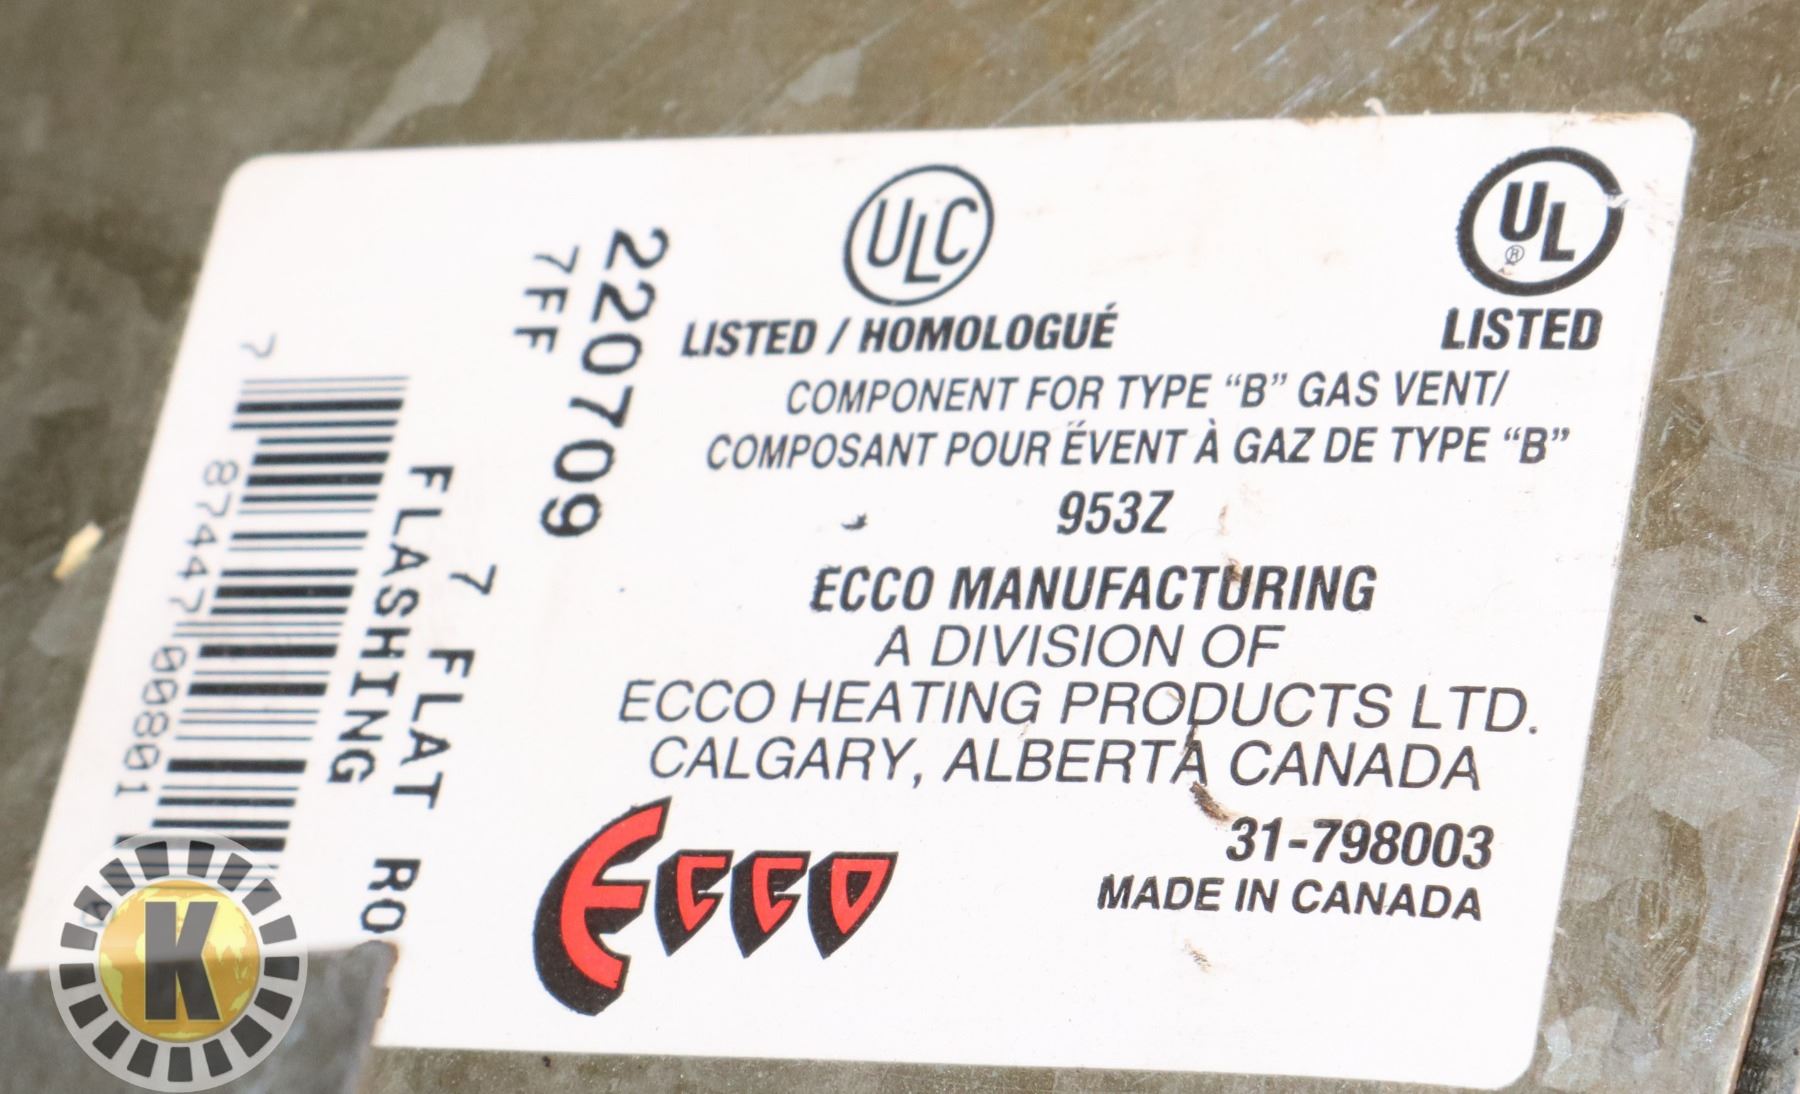 ULC
LISTED / HOMOLOGUÉ
UL
®
LISTED
COMPONENT FOR TYPE “B” GAS VENT/
COMPOSANT POUR ÉVENT À GAZ DE TYPE “B”
953Z
ECCO MANUFACTURING
A DIVISION OF
ECCO HEATING PRODUCTS LTD.
CALGARY, ALBERTA CANADA
31-798003
MADE IN CANADA
Ecco
220709
7FF
7 FLAT RO
FLASHING
7 87447 00801
K